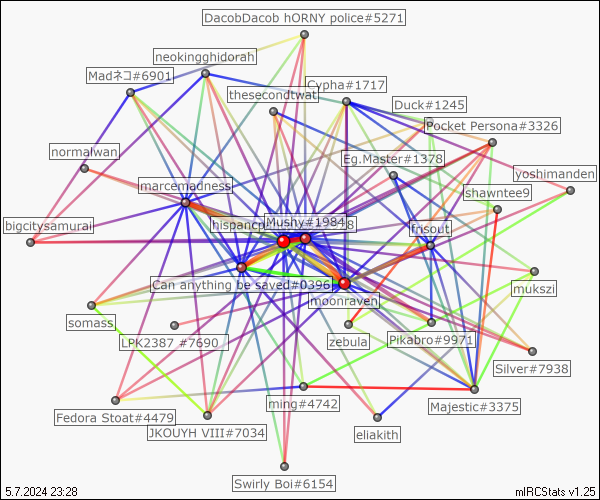 DacobDacob hORNY police#5271
neokingghidorah
Madネコ#6901
Cypha#1717
thesecondtwat
Duck#1245
Pocket Persona#3326
normalwan
Eg.Master#1378
yoshimanden
marcemadness
shawntee9
bigcitysamurai
Mushy#1984
frisout
Can anything be saved#0396
mukszi
moonraven
somass
LPK2387 #7690
zebula
Pikabro#9971
Silver#7938
Fedora Stoat#4479
ming#4742
Majestic#3375
JKOUYH VIII#7034
eliakith
Swirly Boi#6154
5.7.2024 23:28
mIRCStats v1.25